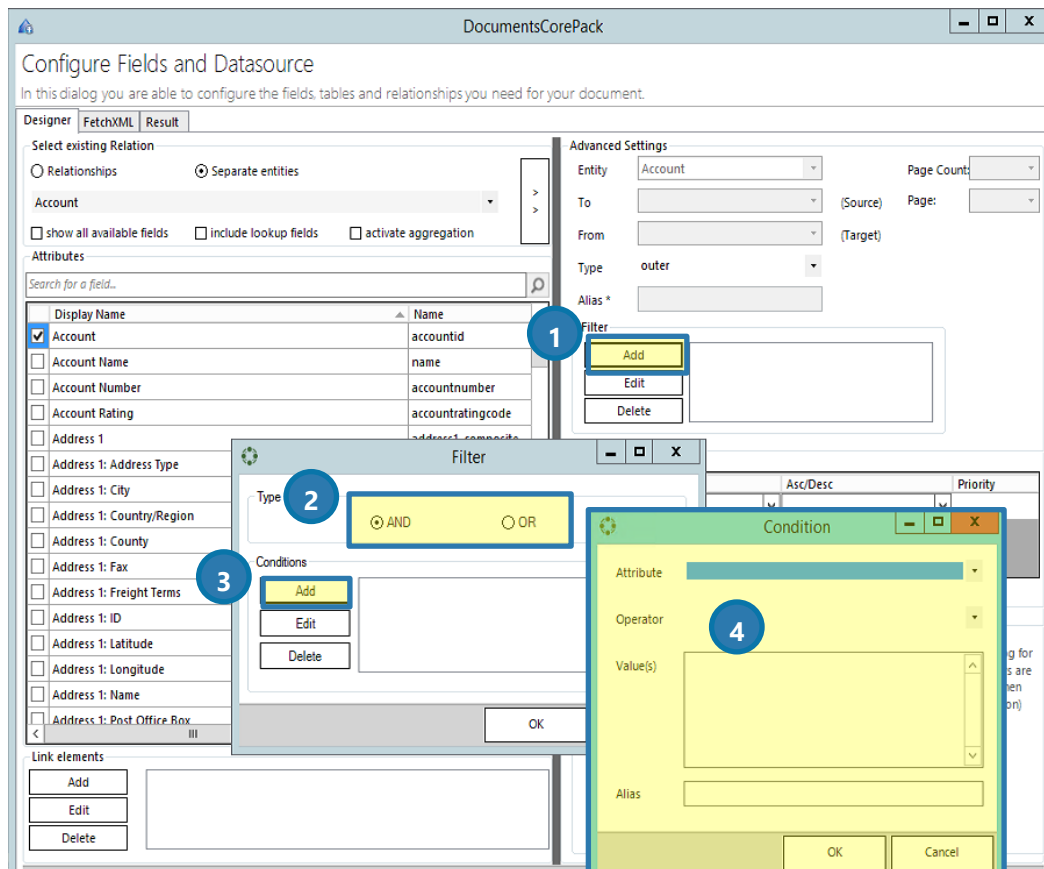 DocumentsCorePack
Configure Fields and Datasource
In this dialog you are able to configure the fields, tables and relationships you need for your document.
Designer FetchXML Result
Select existing Relation
Relationships Separate entities
Account
> >
show all available fields include lookup fields activate aggregation
Attributes
Search for a field...
Display Name Name
Account accountid
Account Name name
Account Number accountnumber
Account Rating accountratingcode
Address 1 address1_composite
Address 1: Address Type
Address 1: City
Address 1: Country/Region
Address 1: County
Address 1: Fax
Address 1: Freight Terms
Address 1: ID
Address 1: Latitude
Address 1: Longitude
Address 1: Name
Address 1: Post Office Box
Link elements
Add
Edit
Delete
Advanced Settings
Entity Account Page Count:
To (Source) Page:
From (Target)
Type outer
Alias *
1
Filter
Add
Edit
Delete
Asc/Desc Priority
Filter
Type
2
AND OR
3
Conditions
Add
Edit
Delete
OK
Condition
Attribute
Operator
4
Value(s)
Alias
OK Cancel
g for
s are
on)